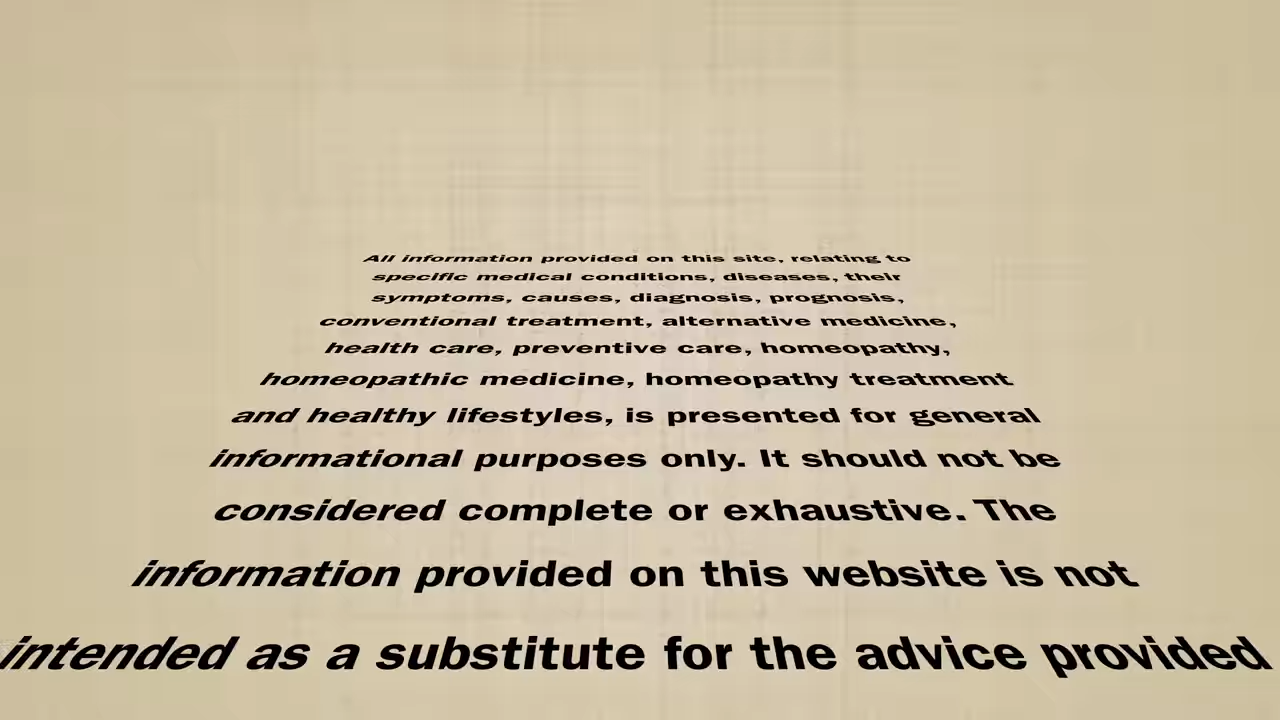 All information provided on this site, relating to
specific medical conditions, diseases, their
symptoms, causes, diagnosis, prognosis,
conventional treatment, alternative medicine,
health care, preventive care, homeopathy,
homeopathic medicine, homeopathy treatment
and healthy lifestyles, is presented for general
informational purposes only. It should not be
considered complete or exhaustive. The
information provided on this website is not
intended as a substitute for the advice provided